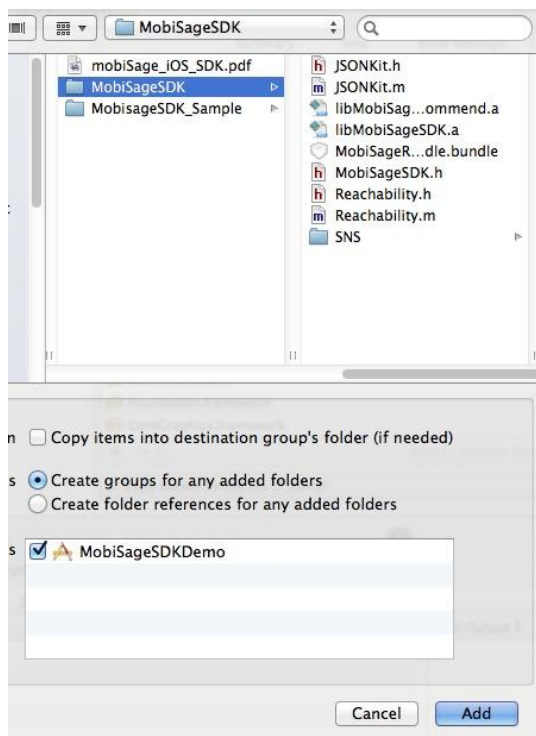 MobiSageSDK
mobiSage_iOS_SDK.pdf
MobiSageSDK
MobisageSDK_Sample
JSONKit.h
JSONKit.m
libMobiSag...ommend.a
libMobiSageSDK.a
MobiSageR...dle.bundle
MobiSageSDK.h
Reachability.h
Reachability.m
SNS
n Copy items into destination group's folder (if needed)
s Create groups for any added folders
Create folder references for any added folders
s MobiSageSDKDemo
Cancel Add